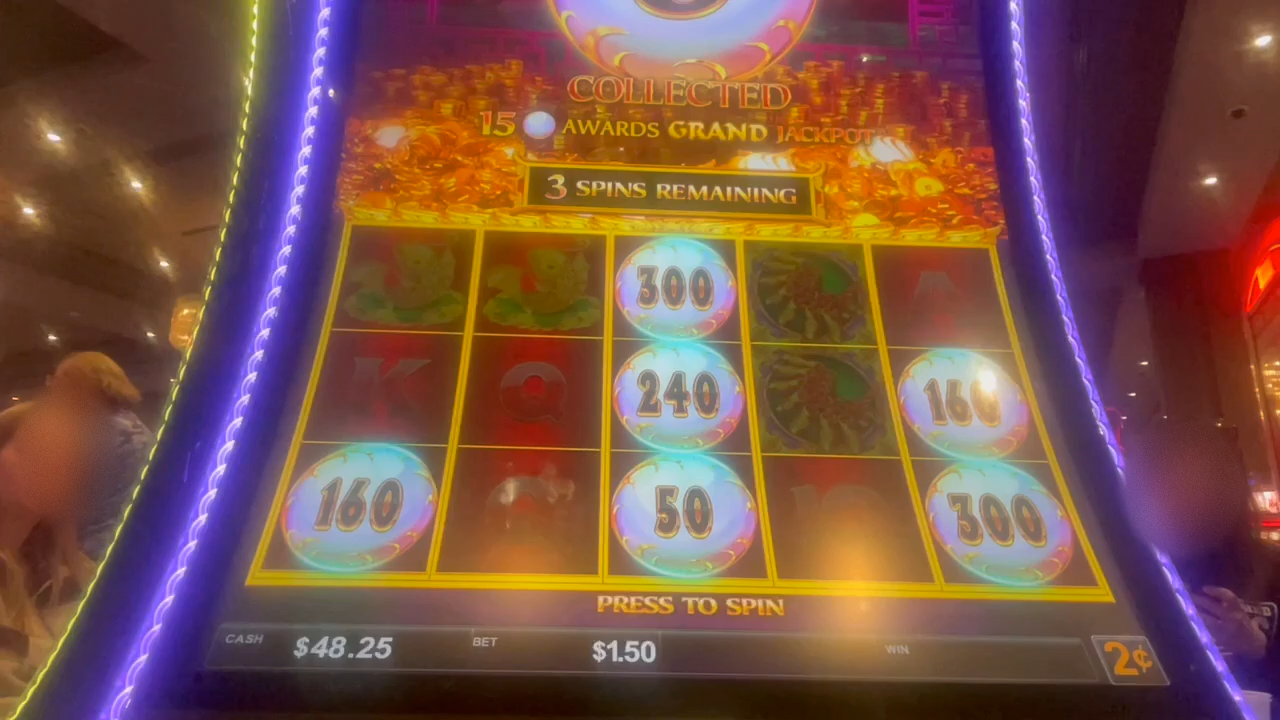 COLLECTED
15 AWARDS GRAND JACKPOT
3 SPINS REMAINING
300
A
K Q 240 160
160 50 10 300
PRESS TO SPIN
CASH $48.25 BET $1.50 WIN 2¢